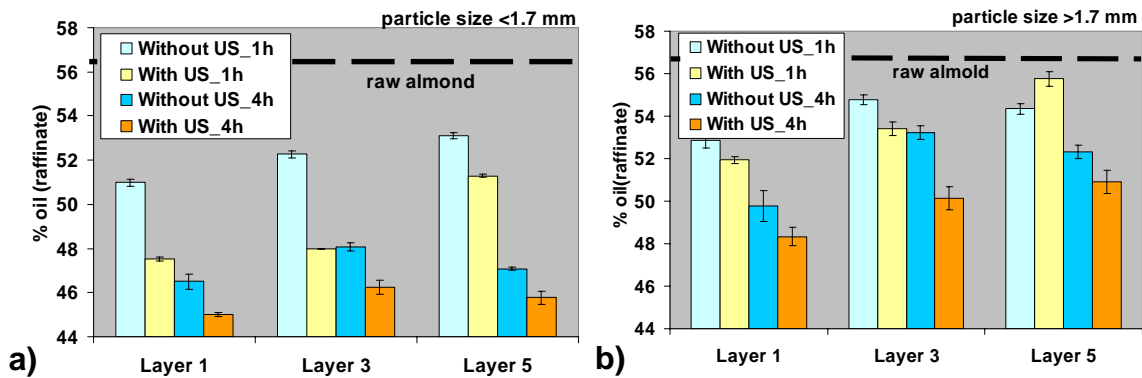 particle size <1.7 mm
58
56
54
52
50
48
46
44
% oil (raffinate)
Without US_1h
With US_1h
Without US_4h
With US_4h
raw almond
Layer 1
Layer 3
Layer 5
a)
particle size >1.7 mm
58
56
54
52
50
48
46
44
% oil(raffinate)
Without US_1h
With US_1h
Without US_4h
With US_4h
raw almold
Layer 1
Layer 3
Layer 5
b)